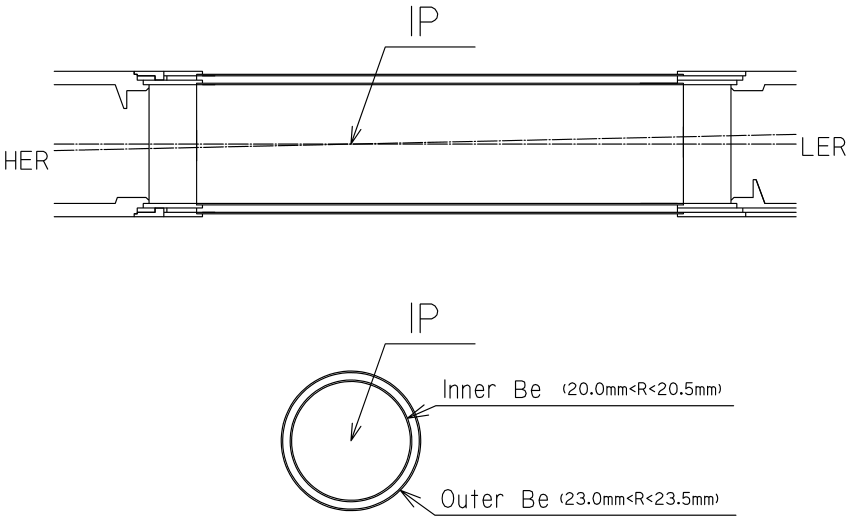 IP
HER
LER
IP
Inner Be (20.0mm<R<20.5mm)
Outer Be (23.0mm<R<23.5mm)